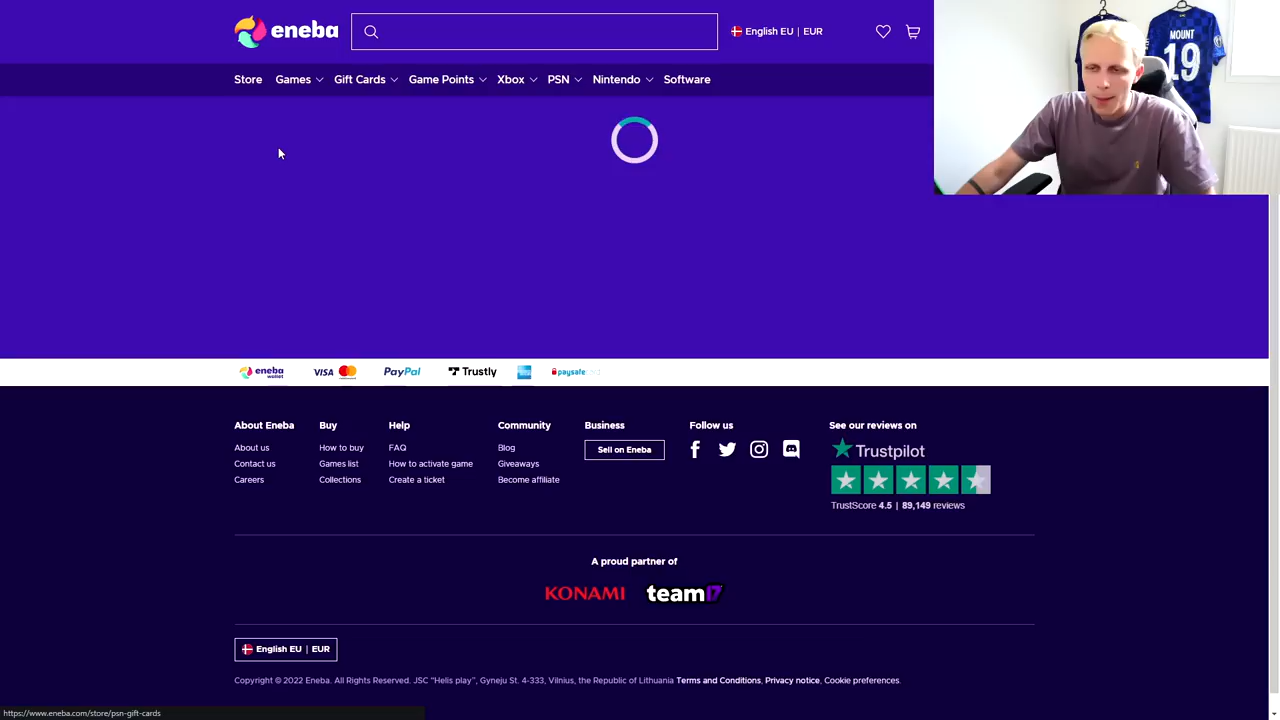 eneba
English EU | EUR
MOUNT
19
Store Games Gift Cards Game Points Xbox PSN Nintendo Software
eneba wallet VISA PayPal Trustly paysafe
About Eneba Buy Help Community Business Follow us See our reviews on
About us How to buy FAQ Blog Sell on Eneba Trustpilot
Contact us Games list How to activate game Giveaways
Careers Collections Create a ticket Become affiliate
TrustScore 4.5 | 89,149 reviews
A proud partner of
KONAMI team17
English EU | EUR
Copyright © 2022 Eneba. All Rights Reserved. JSC "Helis play", Gyneju St. 4-333, Vilnius, the Republic of Lithuania Terms and Conditions, Privacy notice, Cookie preferences.
https://www.eneba.com/store/psn-gift-cards